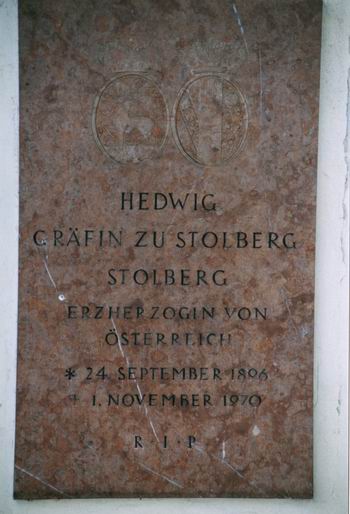 HEDWIG
GRÄFIN ZU STOLBERG
STOLBERG
ERZHERZOGIN VON
ÖSTERREICH
* 24. SEPTEMBER 1896
+ 1. NOVEMBER 1970
R·I·P